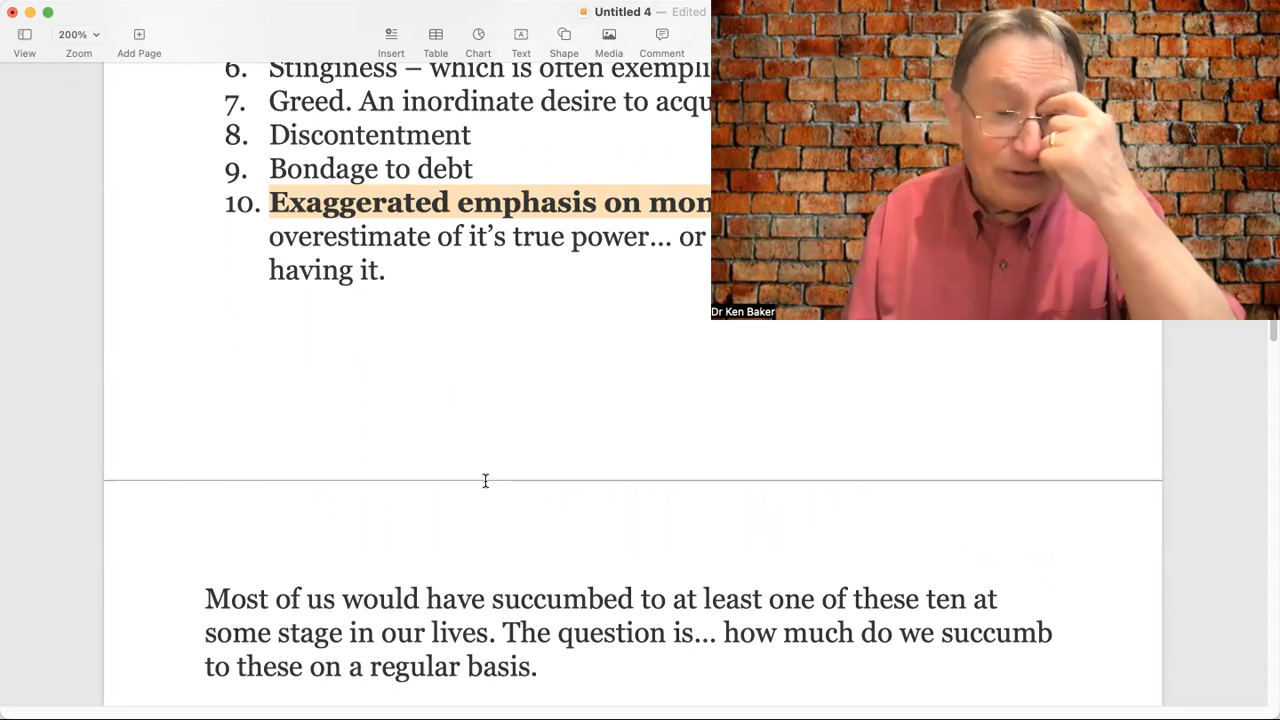 Untitled 4 — Edited
200%
View Zoom Add Page Insert Table Chart Text Shape Media Comment
6. Stinginess – which is often exempli
7. Greed. An inordinate desire to acqu
8. Discontentment
9. Bondage to debt
10. Exaggerated emphasis on mon
overestimate of it’s true power... or
having it.
Dr Ken Baker
Most of us would have succumbed to at least one of these ten at
some stage in our lives. The question is... how much do we succumb
to these on a regular basis.